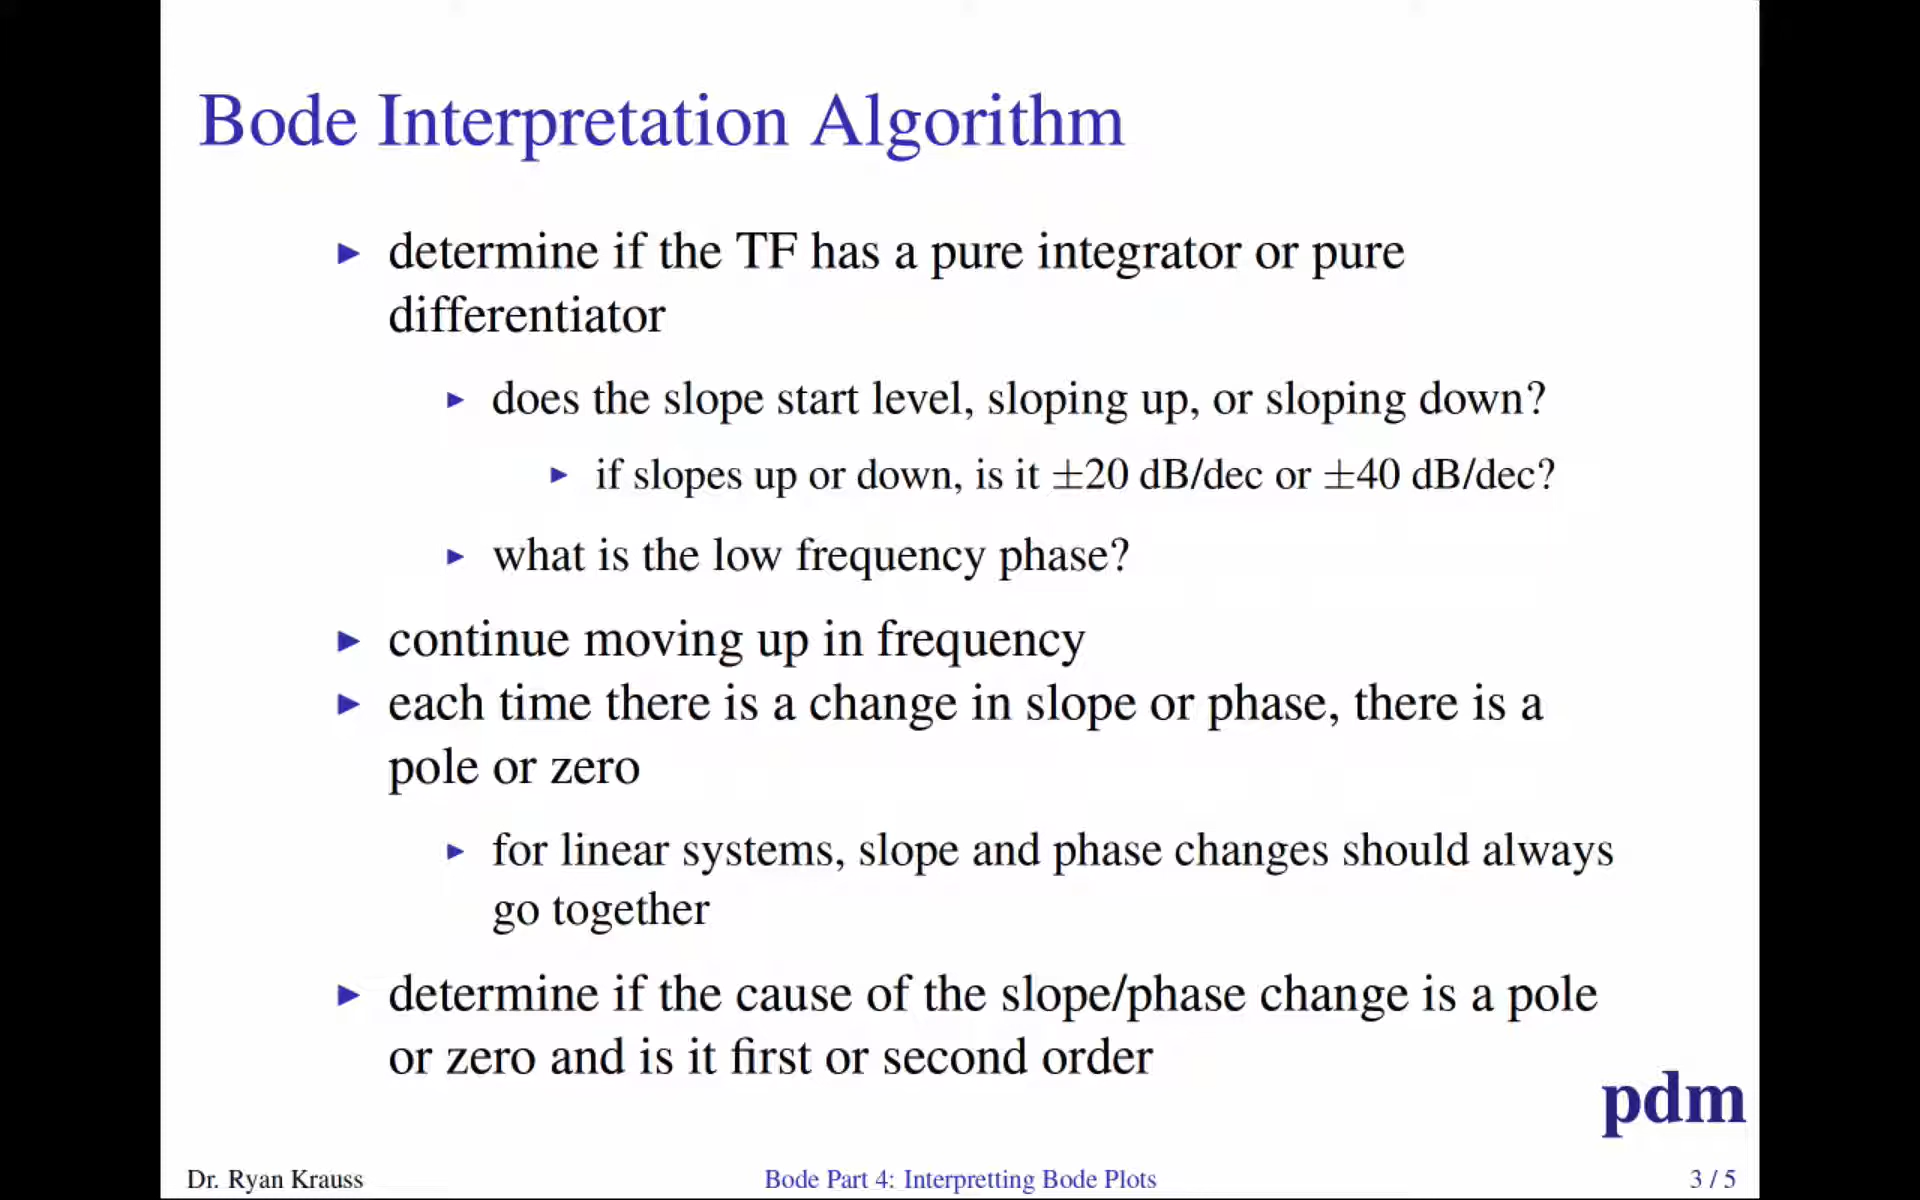 Bode Interpretation Algorithm
▶ determine if the TF has a pure integrator or pure
differentiator
▶ does the slope start level, sloping up, or sloping down?
▶ if slopes up or down, is it ±20 dB/dec or ±40 dB/dec?
▶ what is the low frequency phase?
▶ continue moving up in frequency
▶ each time there is a change in slope or phase, there is a
pole or zero
▶ for linear systems, slope and phase changes should always
go together
▶ determine if the cause of the slope/phase change is a pole
or zero and is it first or second order
pdm
Dr. Ryan Krauss
Bode Part 4: Interpretting Bode Plots
3 / 5